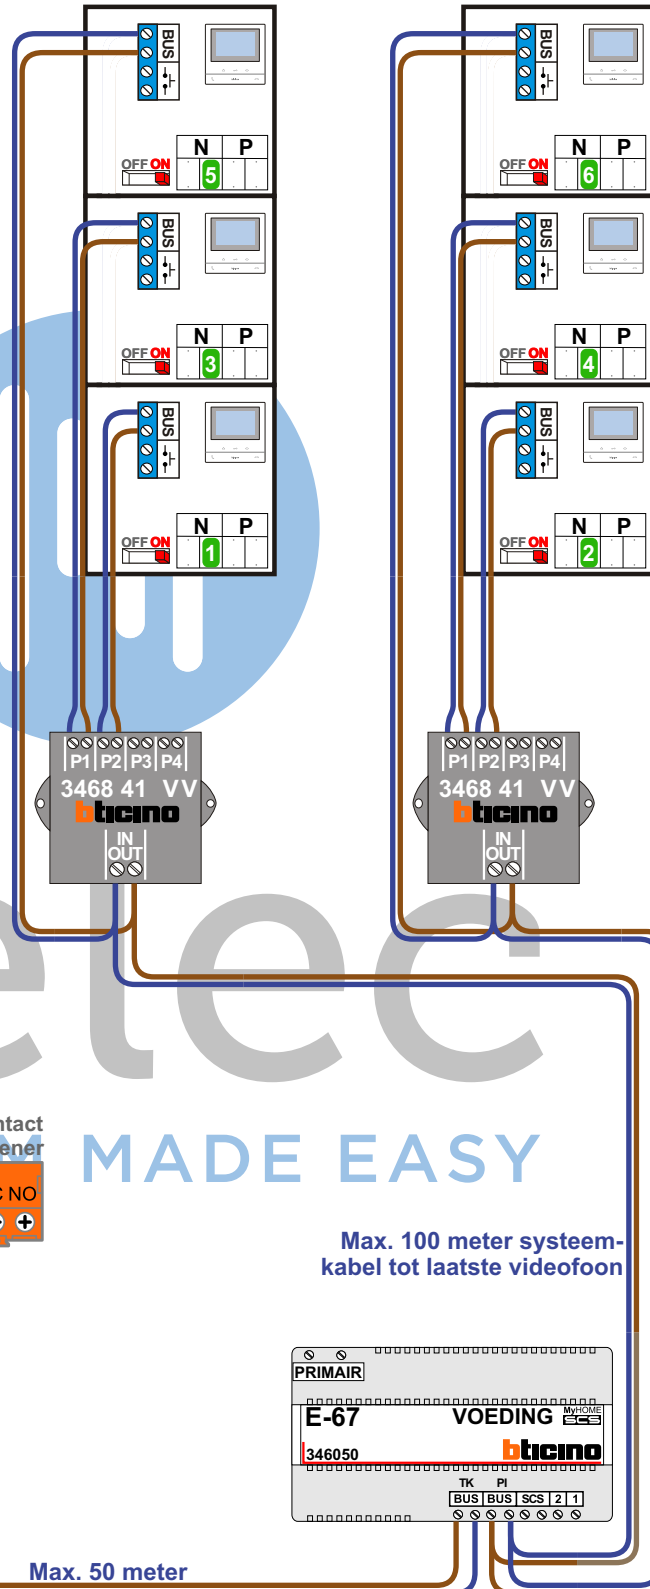 BUS
BUS
OFF ON
N P
5
OFF ON
N P
6
BUS
BUS
OFF ON
N P
3
OFF ON
N P
4
BUS
BUS
OFF ON
N P
1
OFF ON
N P
2
P1 P2 P3 P4
3468 41 VV
bticino
IN
OUT
P1 P2 P3 P4
3468 41 VV
bticino
IN
OUT
elec
MADE EASY
NO
Max. 100 meter systeem-
kabel tot laatste videofoon
PRIMAIR
E-67 VOEDING MyHOME
SCS
346050 bticino
TK PI
BUS BUS SCS 2 1
Max. 50 meter